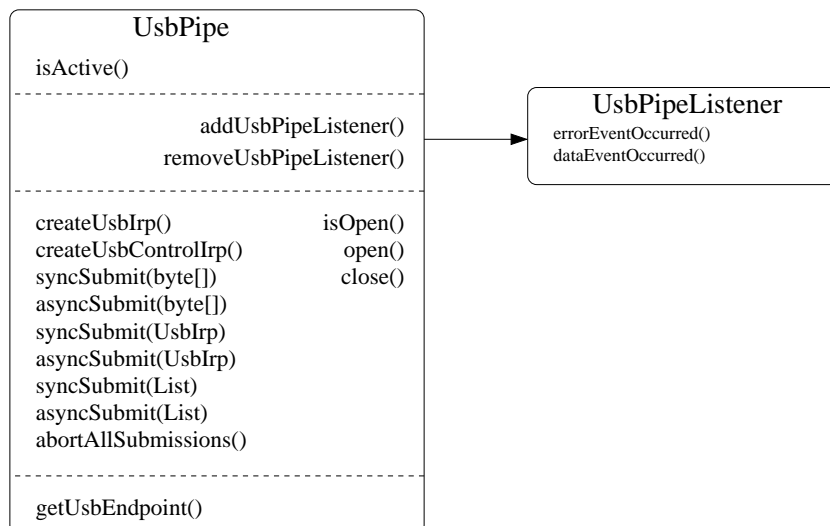 UsbPipe
isActive()
addUsbPipeListener()
removeUsbPipeListener()
createUsbIrp() isOpen()
createUsbControlIrp() open()
syncSubmit(byte[]) close()
asyncSubmit(byte[])
syncSubmit(UsbIrp)
asyncSubmit(UsbIrp)
syncSubmit(List)
asyncSubmit(List)
abortAllSubmissions()
getUsbEndpoint()
UsbPipeListener
errorEventOccurred()
dataEventOccurred()